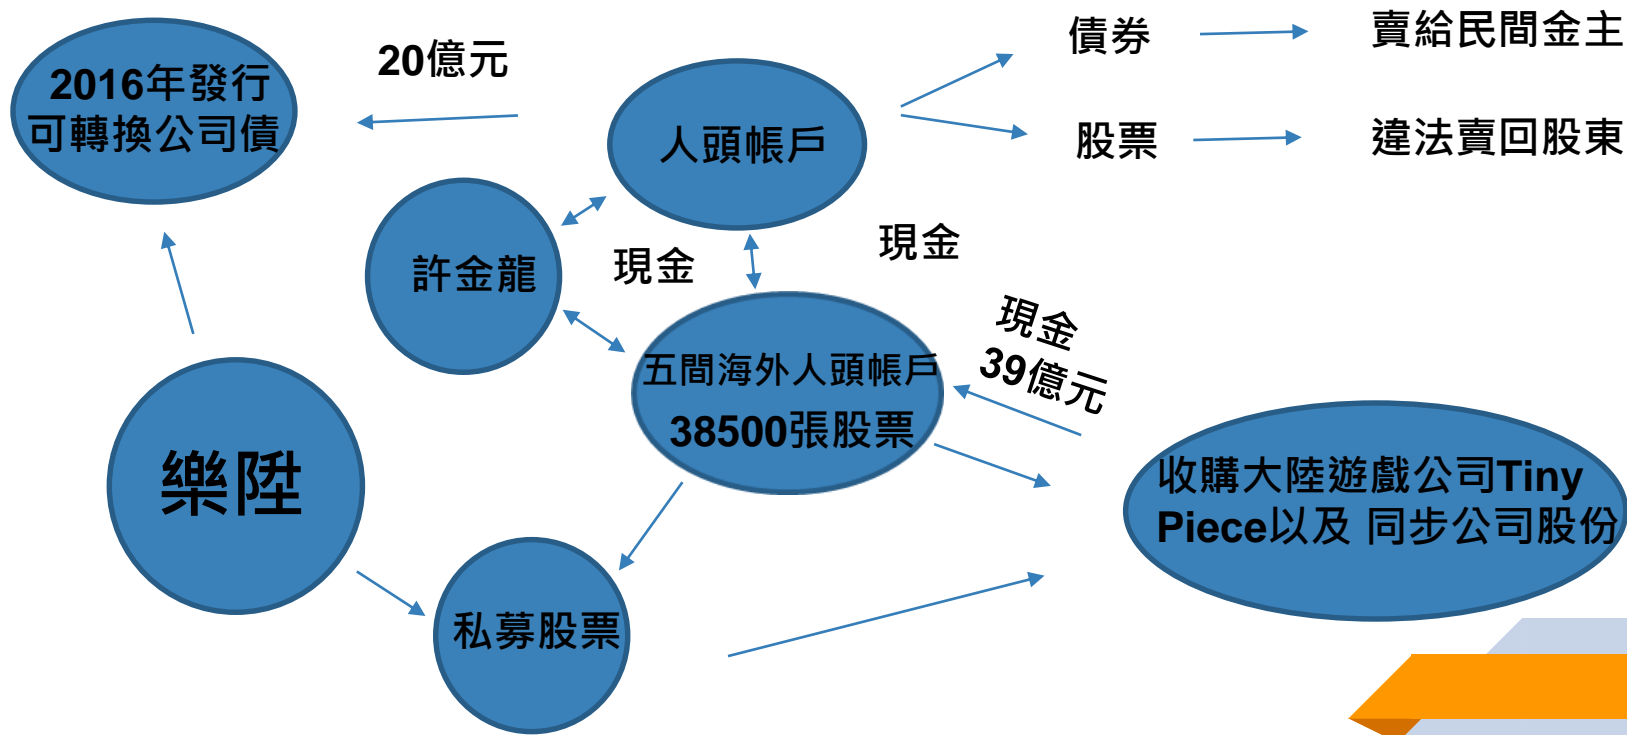 2016年發行
可轉換公司債
20億元
人頭帳戶
債券
賣給民間金主
股票
違法賣回股東
許金龍
現金
現金
五間海外人頭帳戶
38500張股票
現金
39億元
樂陞
私募股票
收購大陸遊戲公司Tiny
Piece以及 同步公司股份